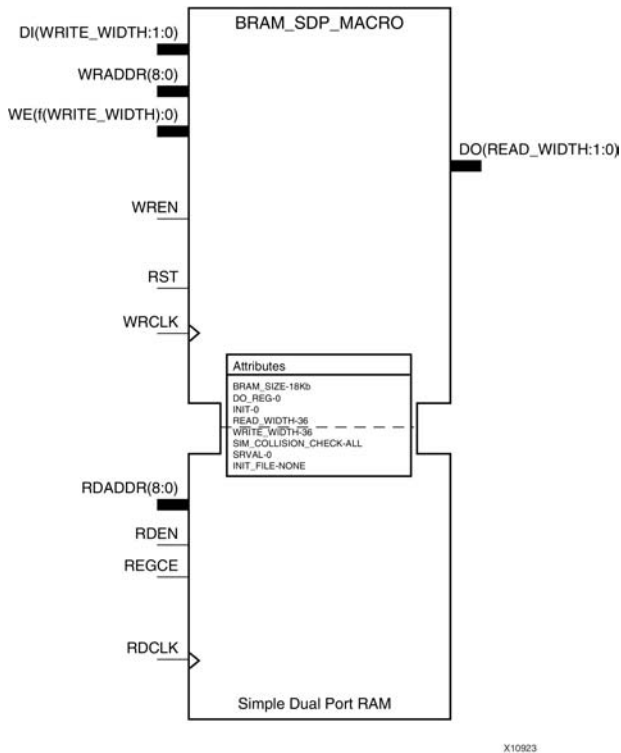 BRAM_SDP_MACRO
DI(WRITE_WIDTH:1:0)
WRADDR(8:0)
WE(f(WRITE_WIDTH):0)
DO(READ_WIDTH:1:0)
WREN
RST
WRCLK
Attributes
BRAM_SIZE-18Kb
DO_REG-0
INIT-0
READ_WIDTH-36
WRITE_WIDTH-36
SIM_COLLISION_CHECK-ALL
SRVAL-0
INIT_FILE-NONE
RDADDR(8:0)
RDEN
REGCE
RDCLK
Simple Dual Port RAM
X10923